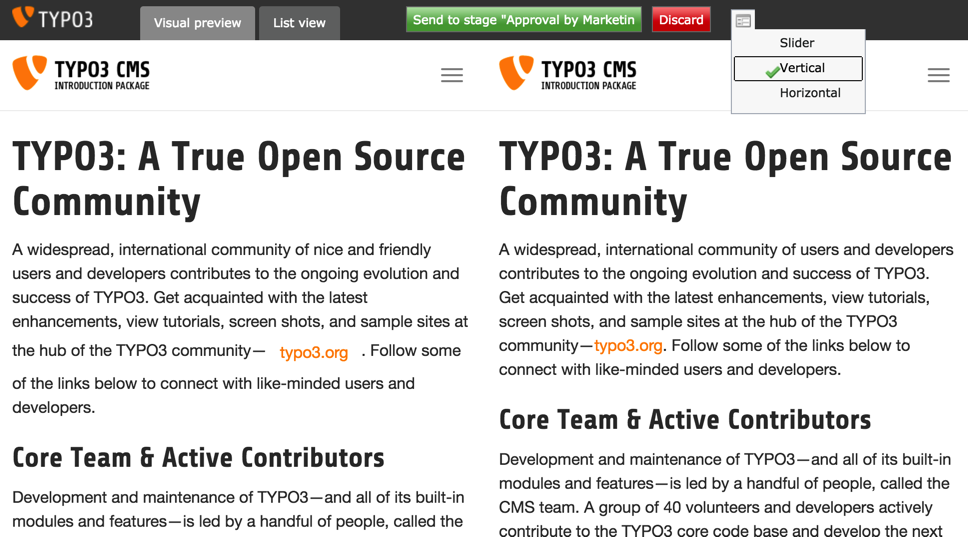 TYPO3
Visual preview
List view
Send to stage "Approval by Marketin
Discard
Slider
Vertical
Horizontal
TYPO3 CMS
INTRODUCTION PACKAGE
TYPO3: A True Open Source
Community
A widespread, international community of nice and friendly
users and developers contributes to the ongoing evolution and
success of TYPO3. Get acquainted with the latest
enhancements, view tutorials, screen shots, and sample sites at
the hub of the TYPO3 community— typo3.org . Follow some
of the links below to connect with like-minded users and
developers.
Core Team & Active Contributors
Development and maintenance of TYPO3—and all of its built-in
modules and features—is led by a handful of people, called the
TYPO3 CMS
INTRODUCTION PACKAGE
TYPO3: A True Open Source
Community
A widespread, international community of users and developers
contributes to the ongoing evolution and success of TYPO3.
Get acquainted with the latest enhancements, view tutorials,
screen shots, and sample sites at the hub of the TYPO3
community—typo3.org. Follow some of the links below to
connect with like-minded users and developers.
Core Team & Active Contributors
Development and maintenance of TYPO3—and all of its built-in
modules and features—is led by a handful of people, called the
CMS team. A group of 40 volunteers and developers actively
contribute to the TYPO3 core code base and develop the next